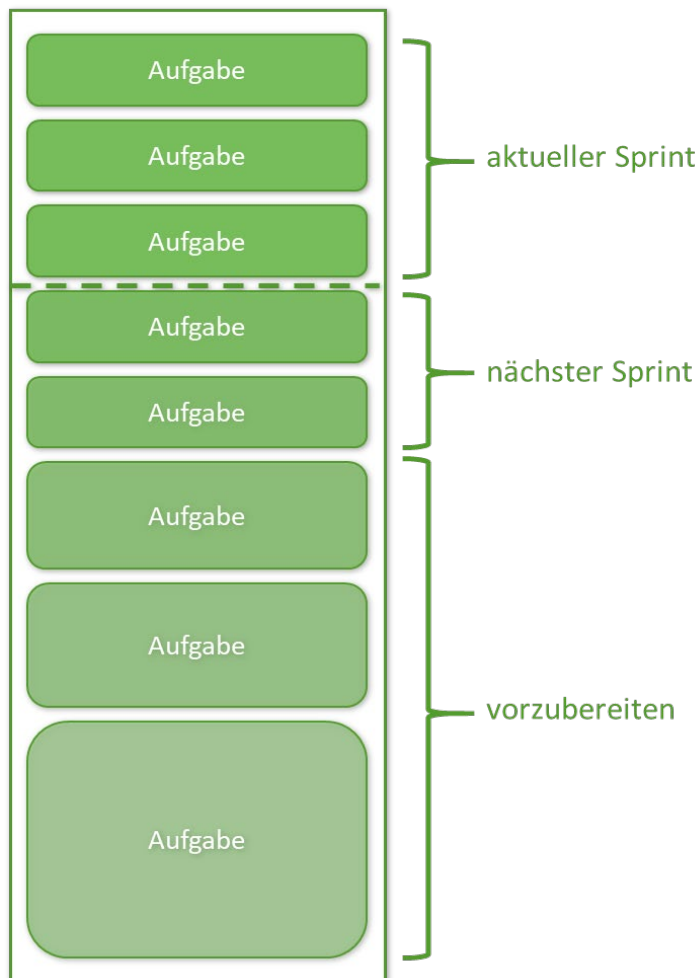 Aufgabe
Aufgabe
aktueller Sprint
Aufgabe
Aufgabe
nächster Sprint
Aufgabe
Aufgabe
Aufgabe
vorzubereiten
Aufgabe